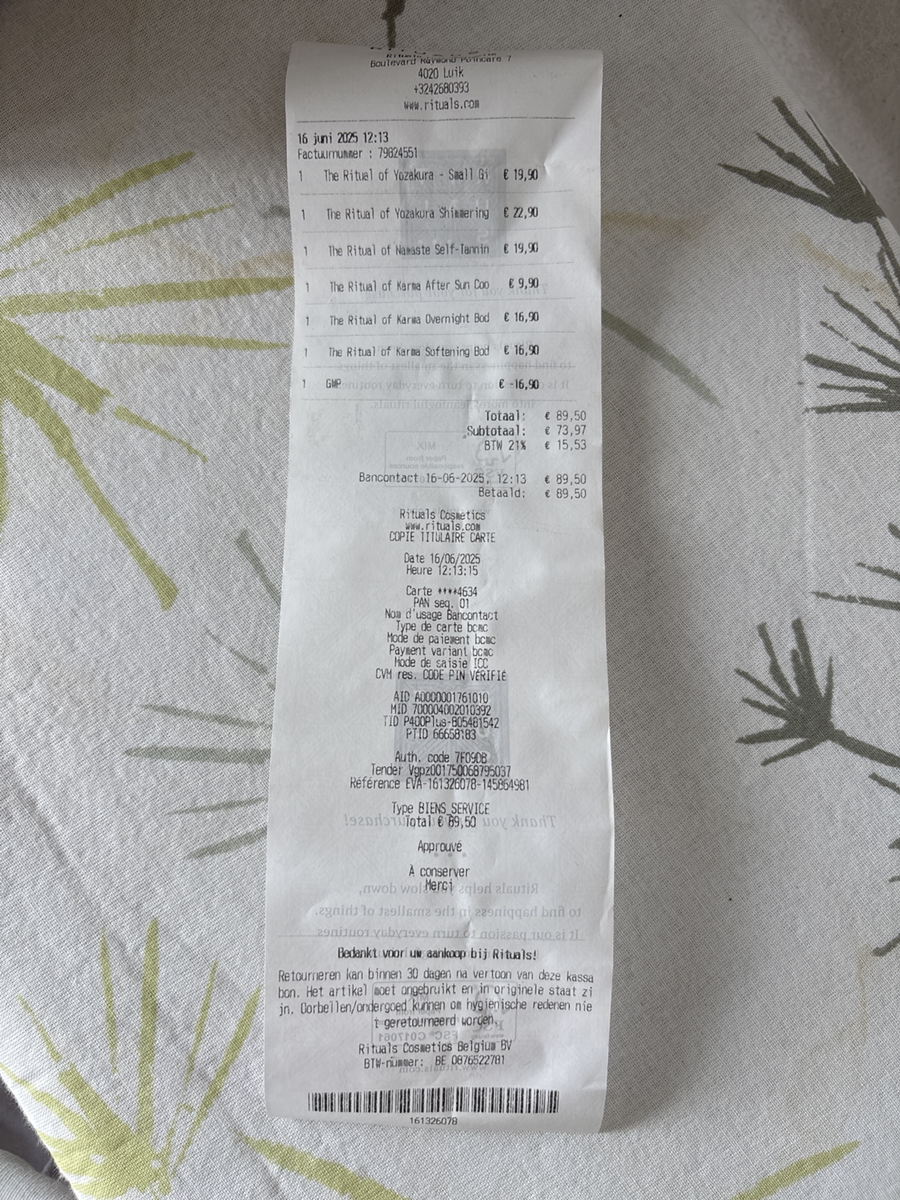 Boulevard Raymond Poincare 7
4020 Luik
+3242680393
www.rituals.com
16 juni 2025 12:13
Factuurnummer : 79824551
1 The Ritual of Yozakura - Small Gi € 19,90
1 The Ritual of Yozakura Shimmering € 22,90
1 The Ritual of Namaste Self-Tannin € 19,90
1 The Ritual of Karma After Sun Coo € 9,90
1 The Ritual of Karma Overnight Bod € 16,90
1 The Ritual of Karma Softening Bod € 16,90
1 GWP € -16,90
Totaal: € 89,50
Subtotaal: € 73,97
BTW 21% € 15,53
Bancontact 16-06-2025, 12:13 € 89,50
Betaald: € 89,50
Rituals Cosmetics
www.rituals.com
COPIE TITULAIRE CARTE
Date 16/06/2025
Heure 12:13:15
Carte ****4634
PAN seq. 01
Nom d'usage Bancontact
Type de carte bcmc
Mode de paiement bcmc
Payment variant bcmc
Mode de saisie ICC
CVM res. CODE PIN VÉRIFIÉ
AID A0000001761010
MID 700004002010392
TID P400Plus-805481542
PTID 66658183
Auth. code 7F09DB
Tender Vgpz001750068795037
Référence EVA-161326078-145864981
Type BIENS_SERVICE
Total € 89,50
Approuvé
À conserver
Merci
Bedankt voor uw aankoop bij Rituals!
Retourneren kan binnen 30 dagen na vertoon van deze kassa
bon. Het artikel moet ongebruikt en in originele staat zi
jn. Oorbellen/ondergoed kunnen om hygienische redenen nie
t geretourneerd worden.
Rituals Cosmetics Belgium BV
BTW-nummer: BE 0876522781
161326078